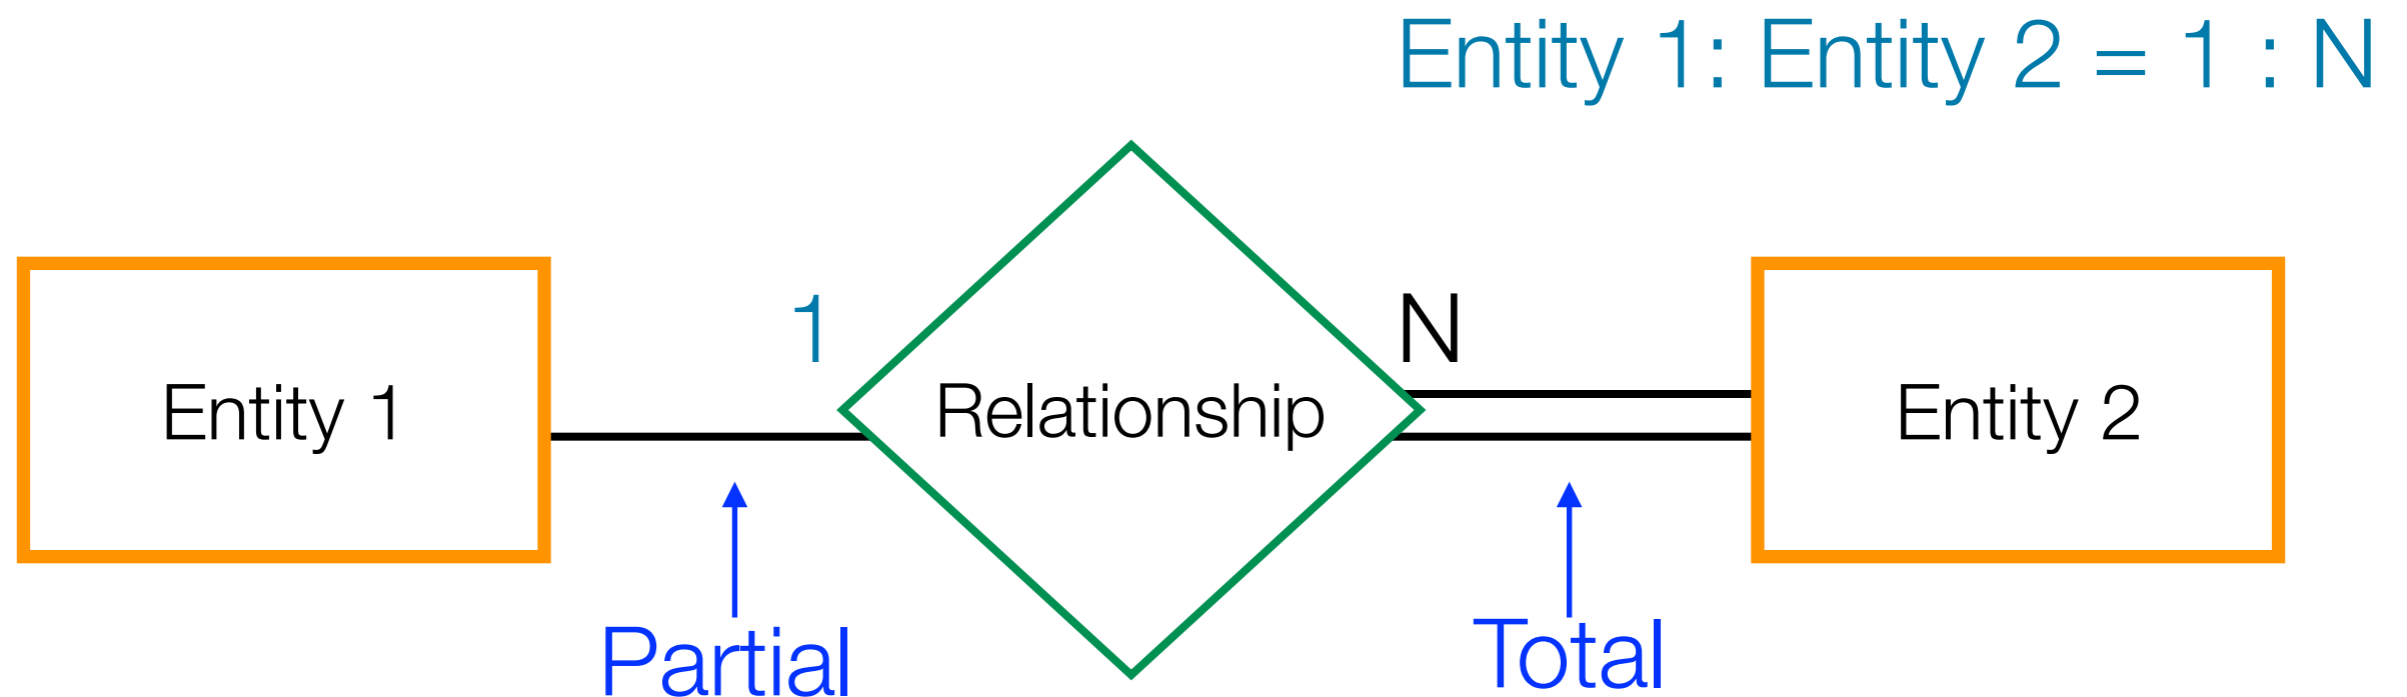 Entity 1: Entity 2 = 1 : N
1
N
Entity 1
Relationship
Entity 2
Partial
Total